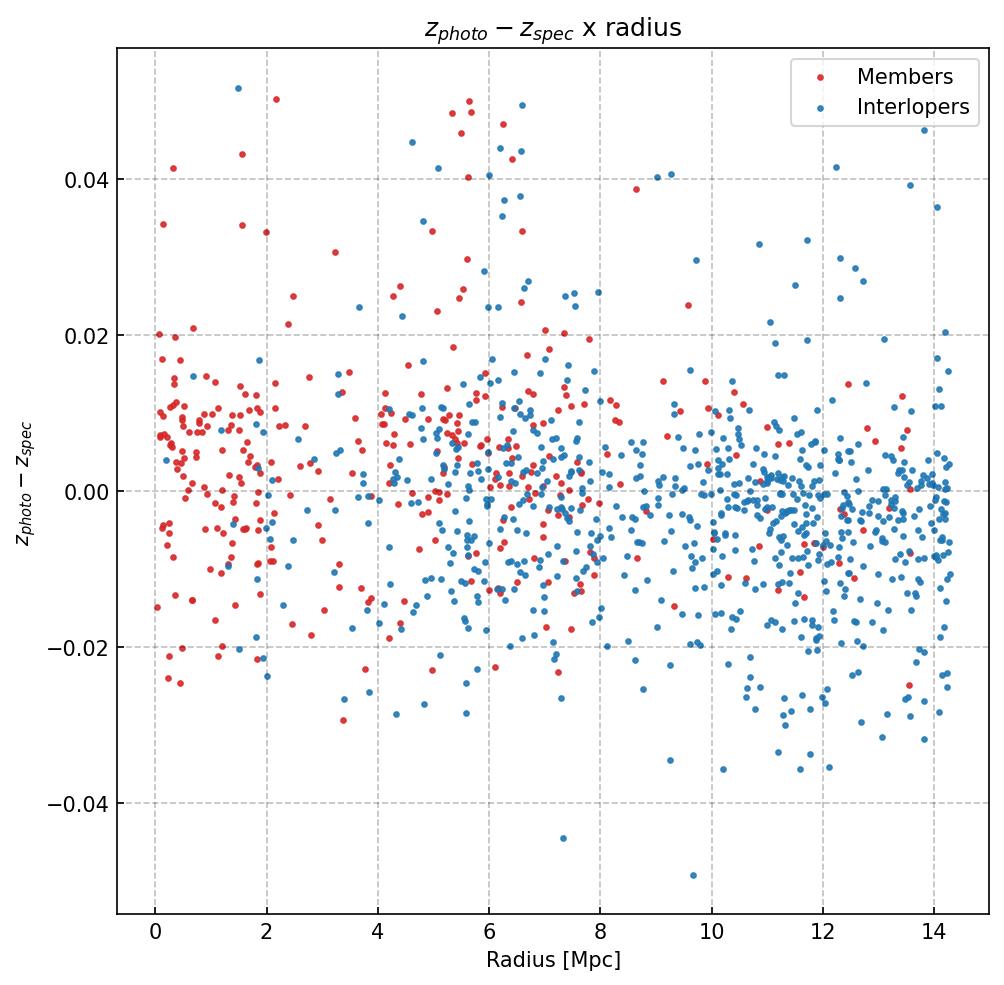 z_photo − z_spec x radius
Members
Interlopers
0.04
0.02
0.00
−0.02
−0.04
z_photo − z_spec
0 2 4 6 8 10 12 14
Radius [Mpc]